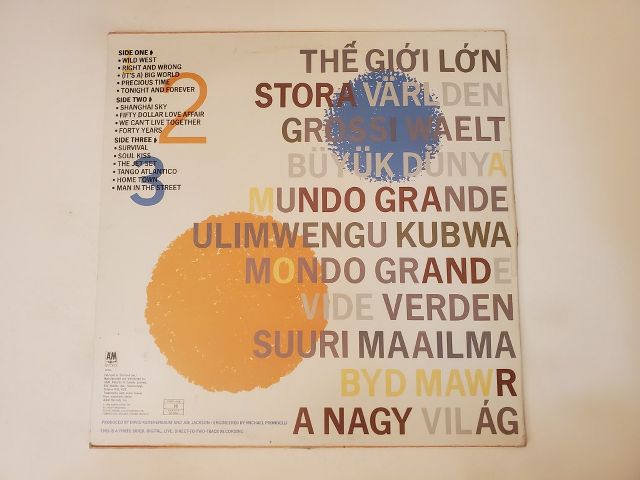 SIDE ONE
• WILD WEST
• RIGHT AND WRONG
• (IT'S A) BIG WORLD
• PRECIOUS TIME
• TONIGHT AND FOREVER
SIDE TWO
• SHANGHAI SKY
• FIFTY DOLLAR LOVE AFFAIR
• WE CAN'T LIVE TOGETHER
• FORTY YEARS
SIDE THREE
• SURVIVAL
• SOUL KISS
• THE JET SET
• TANGO ATLANTICO
• HOME TOWN
• MAN IN THE STREET
1
2
3
THẾ GIỚI LỚN
STORA VÄRLDEN
GROSSI WAELT
BÜYÜK DUNYA
MUNDO GRANDE
ULIMWENGU KUBWA
MONDO GRANDE
VIDE VERDEN
SUURI MAAILMA
BYD MAWR
A NAGY VILÁG
A&M
PRODUCED BY DAVID KERSHENBAUM AND JOE JACKSON / ENGINEERED BY MICHAEL FRONDELLI
THIS IS A THREE SIDED, DIGITAL, LIVE, DIRECT-TO-TWO-TRACK RECORDING.